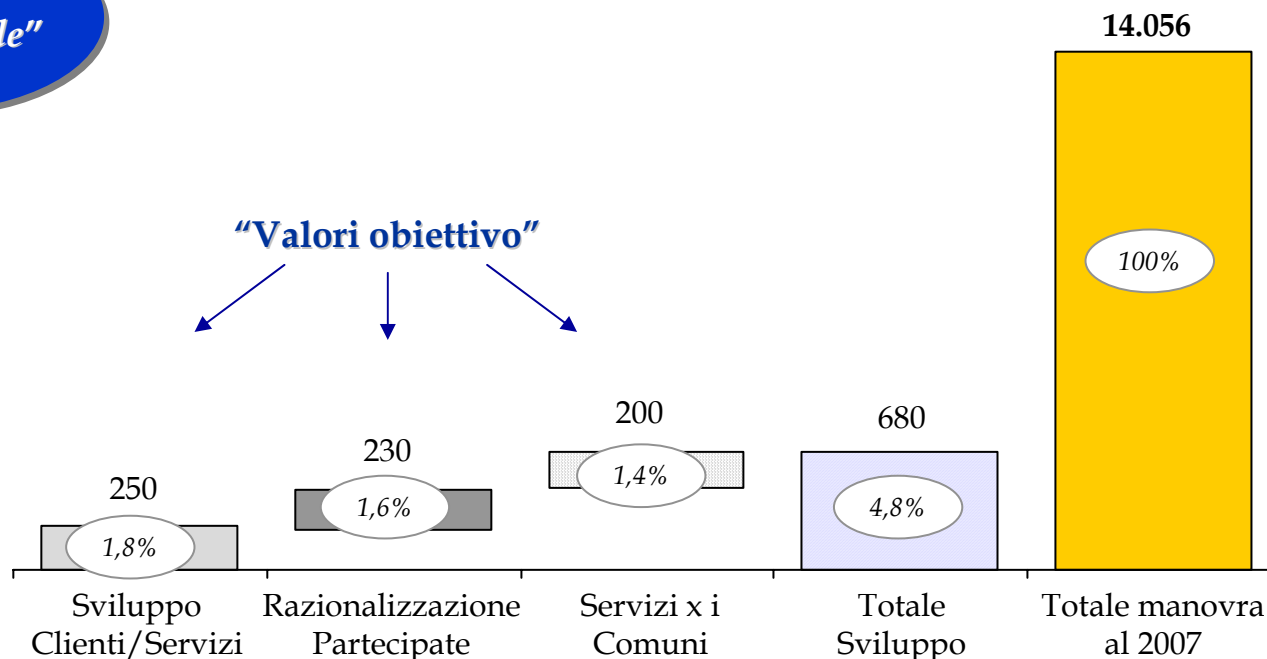 le”
14.056
“Valori obiettivo”
100%
200
680
230
250
1,4%
1,6%
4,8%
1,8%
Sviluppo
Clienti/Servizi
Razionalizzazione
Partecipate
Servizi x i
Comuni
Totale
Sviluppo
Totale manovra
al 2007